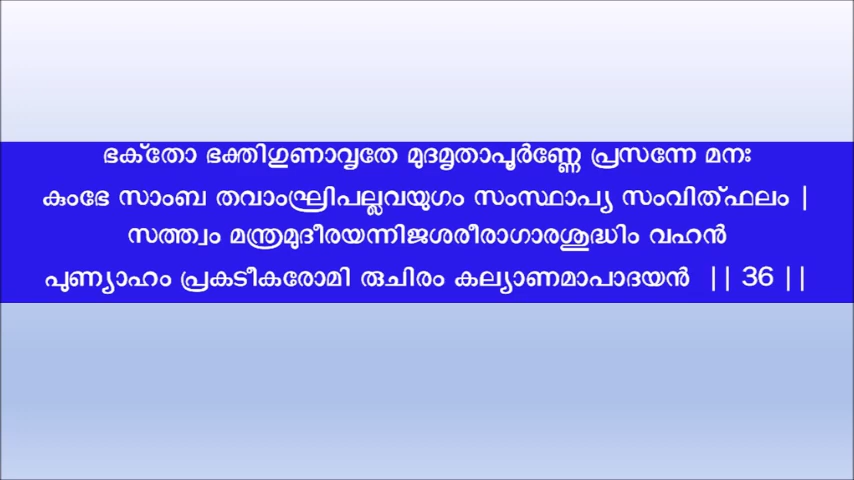 ഭക്തോ ഭക്തിഗുണാവൃതേ മുദമൃതാപൂർണ്ണേ പ്രസന്നേ മനഃ
കുംഭേ സാംബ തവാംഘ്രിപല്ലവയുഗം സംസ്ഥാപ്യ സംവിത്ഫലം |
സത്ത്വം മന്ത്രമുദീരയന്നിജശരീരാഗാരശുദ്ധിം വഹൻ
പുണ്യാഹം പ്രകടീകരോമി രുചിരം കല്യാണമാപാദയൻ || 36 ||